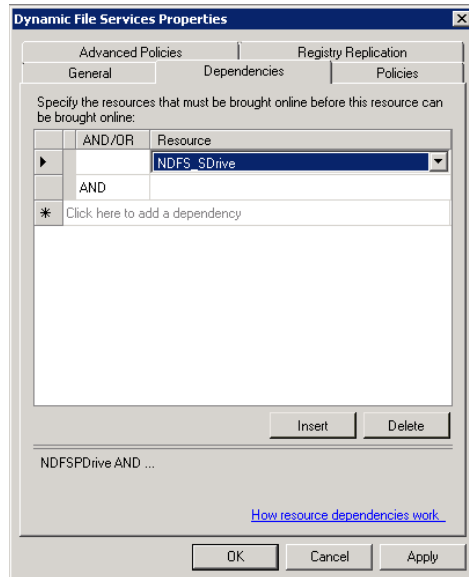 Dynamic File Services Properties
Advanced Policies
Registry Replication
General
Dependencies
Policies
Specify the resources that must be brought online before this resource can
be brought online:
AND/OR
Resource
NDFS_SDrive
AND
Click here to add a dependency
Insert
Delete
NDFSPDrive AND ...
How resource dependencies work
OK
Cancel
Apply